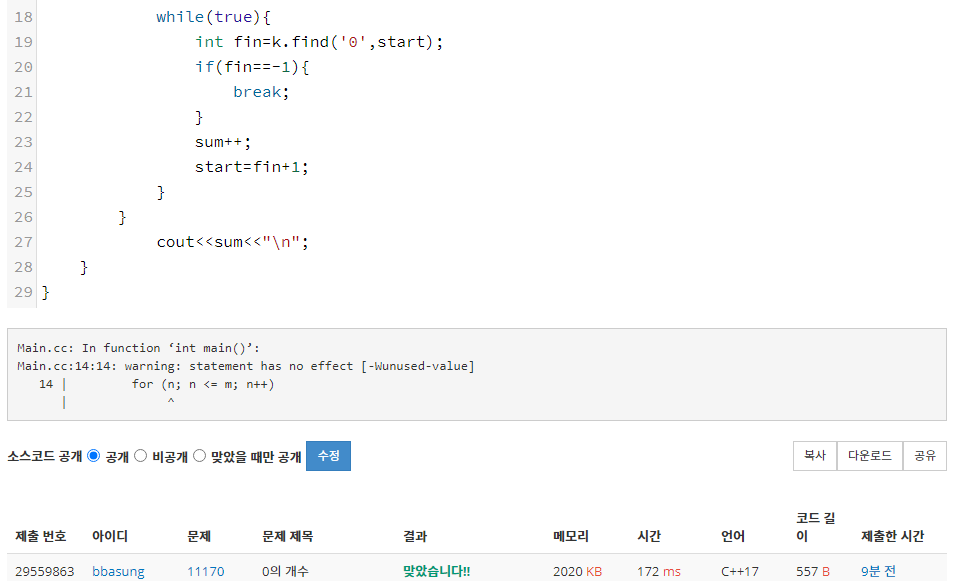 18 while(true){
19 int fin=k.find('0',start);
20 if(fin==-1){
21 break;
22 }
23 sum++;
24 start=fin+1;
25 }
26 }
27 cout<<sum<<"\n";
28 }
29 }
Main.cc: In function ‘int main()’:
Main.cc:14:14: warning: statement has no effect [-Wunused-value]
14 | for (n; n <= m; n++)
| ^
소스코드 공개 공개 비공개 맞았을 때만 공개 수정 복사 다운로드 공유
제출 번호 아이디 문제 문제 제목 결과 메모리 시간 언어 코드 길이 제출한 시간
29559863 bbasung 11170 0의 개수 맞았습니다!! 2020 KB 172 ms C++17 557 B 9분 전